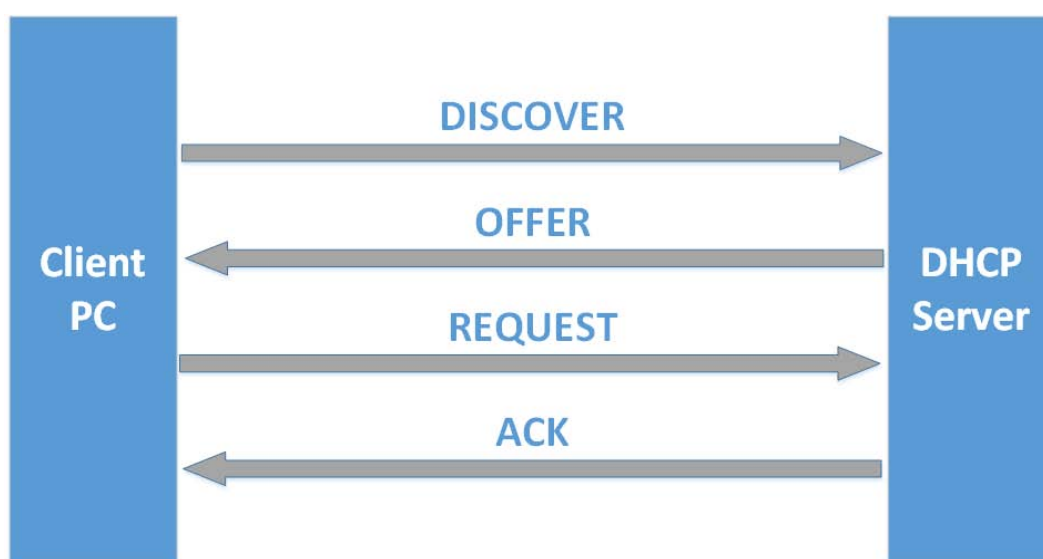 DISCOVER
OFFER
Client
PC
DHCP
Server
REQUEST
ACK